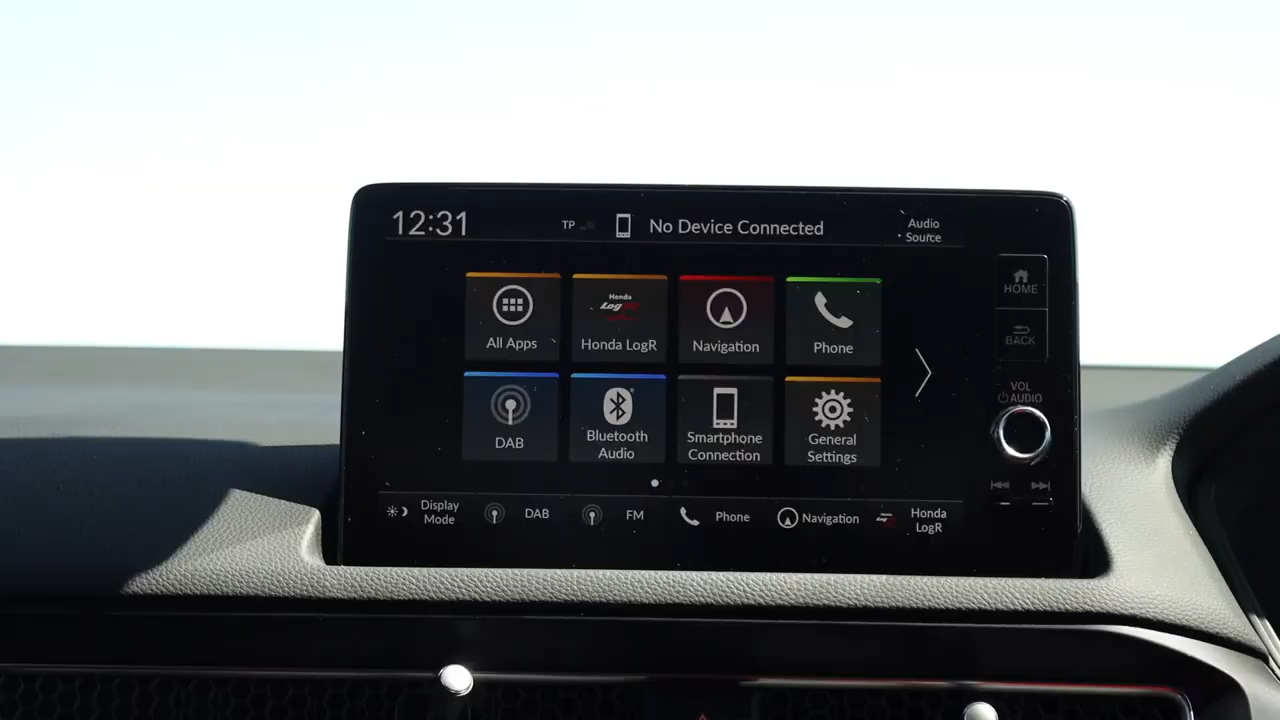 12:31 TP No Device Connected Audio
Source
Honda
Log R
All Apps Honda LogR Navigation Phone
DAB Bluetooth
Audio Smartphone
Connection General
Settings
Display
Mode DAB FM Phone Navigation Honda
LogR
HOME
BACK
VOL
AUDIO